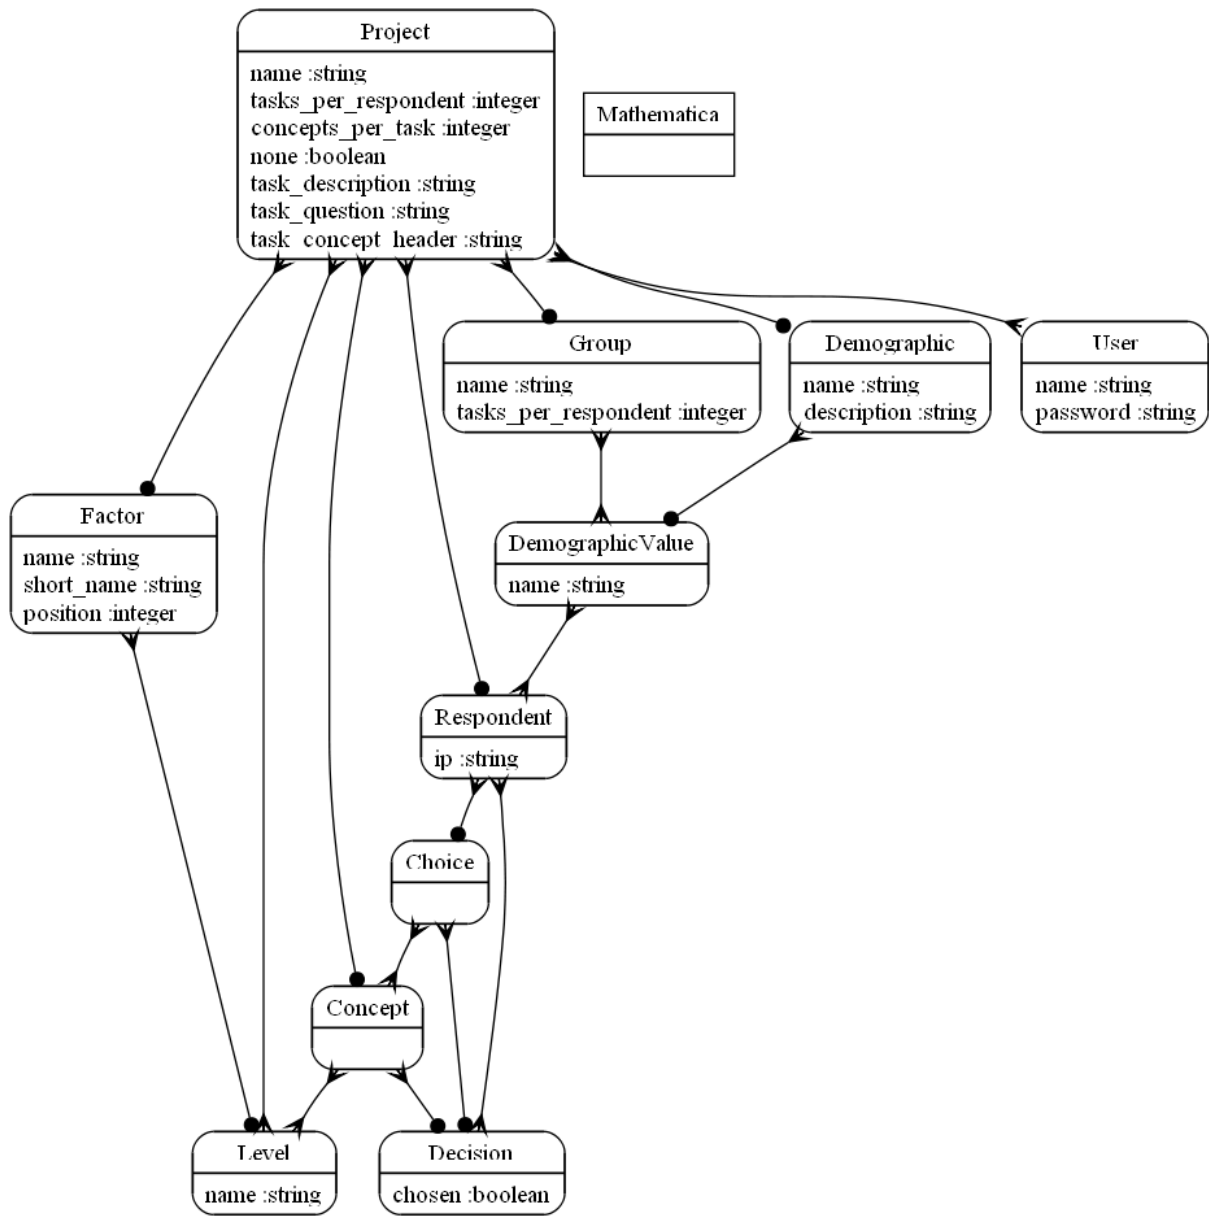 Project
name :string
tasks_per_respondent :integer
concepts_per_task :integer
none :boolean
task_description :string
task_question :string
task_concept_header :string
Mathematica
Group
name :string
tasks_per_respondent :integer
Demographic
name :string
description :string
User
name :string
password :string
Factor
name :string
short_name :string
position :integer
DemographicValue
name :string
Respondent
ip :string
Choice
Concept
Level
name :string
Decision
chosen :boolean